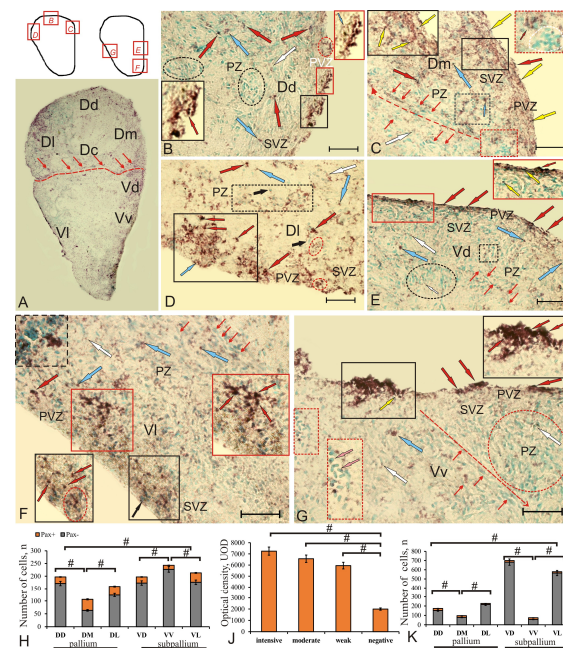 B
D
C
G
E
F
Dd
Dl
Dm
Dc
Vd
Vl
Vv
A
PZ
PVZ
Dd
SVZ
B
Dm
SVZ
PZ
PVZ
C
PZ
Dl
PVZ
SVZ
D
PVZ
SVZ
Vd
PZ
E
PZ
PVZ
Vl
SVZ
F
PVZ
SVZ
PZ
Vv
G
Pax+ Pax-
Number of cells, n
300
250
200
150
100
50
0
# # # # #
DD DM DL VD VV VL
pallium subpallium
H
Optical density, UOD
9000
8000
7000
6000
5000
4000
3000
2000
1000
0
# # #
intensive moderate weak negative
J
Number of cells, n
800
700
600
500
400
300
200
100
0
# # # # #
DD DM DL VD VV VL
pallium subpallium
K